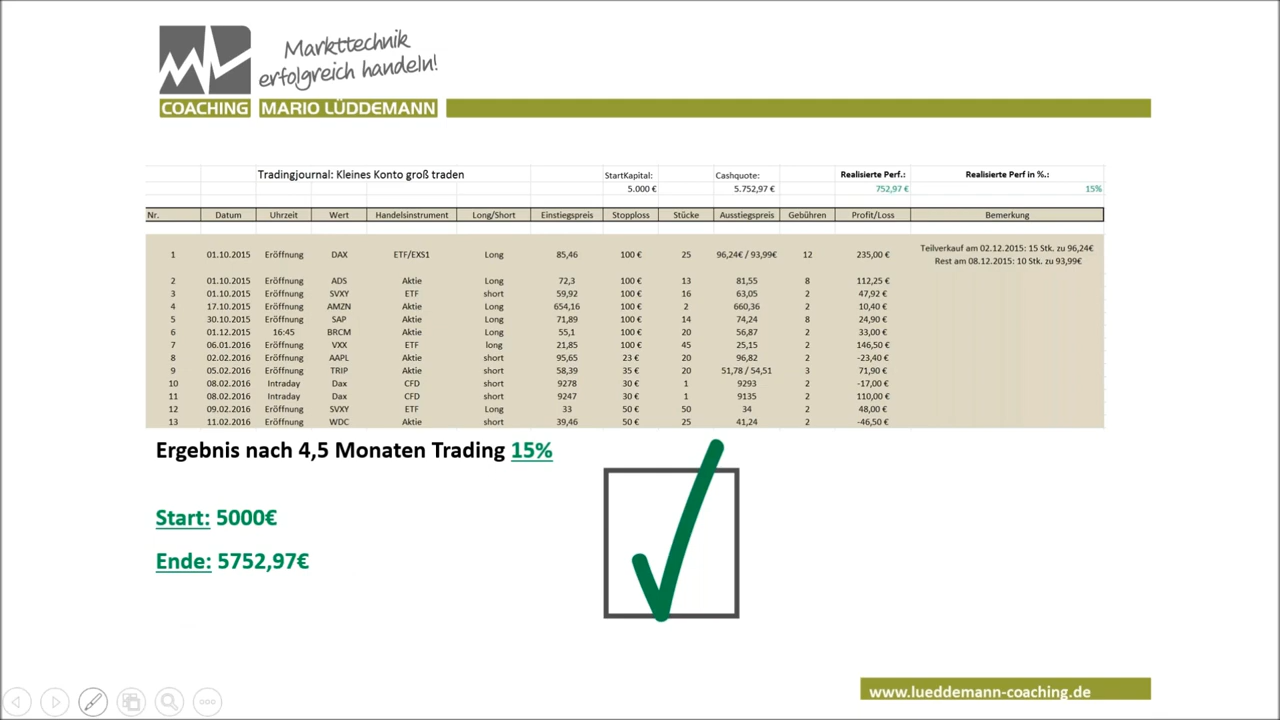 Markttechnik
erfolgreich handeln!
COACHING MARIO LÜDDEMANN
Tradingjournal: Kleines Konto groß traden StartKapital: Cashquote: Realisierte Perf.: Realisierte Perf in %.:
5.000 € 5.752,97 € 752,97 € 15%
Nr. Datum Uhrzeit Wert Handelsinstrument Long/Short Einstiegspreis Stopploss Stücke Ausstiegspreis Gebühren Profit/Loss Bemerkung
1 01.10.2015 Eröffnung DAX ETF/EXS1 Long 85,46 100 € 25 96,24€ / 93,99€ 12 235,00 € Teilverkauf am 02.12.2015: 15 Stk. zu 96,24€
Rest am 08.12.2015: 10 Stk. zu 93,99€
2 01.10.2015 Eröffnung ADS Aktie Long 72,3 100 € 13 81,55 8 112,25 €
3 01.10.2015 Eröffnung SVXY ETF short 59,92 100 € 16 63,05 2 47,92 €
4 17.10.2015 Eröffnung AMZN Aktie Long 654,16 100 € 2 660,36 2 10,40 €
5 30.10.2015 Eröffnung SAP Aktie Long 71,89 100 € 14 74,24 8 24,90 €
6 01.12.2015 16:45 BRCM Aktie Long 55,1 100 € 20 56,87 2 33,00 €
7 06.01.2016 Eröffnung VXX ETF long 21,85 100 € 45 25,15 2 146,50 €
8 02.02.2016 Eröffnung AAPL Aktie short 95,65 23 € 20 96,82 2 -23,40 €
9 05.02.2016 Eröffnung TRIP Aktie short 58,39 35 € 20 51,78 / 54,51 3 71,90 €
10 08.02.2016 Intraday Dax CFD short 9278 30 € 1 9293 2 -17,00 €
11 08.02.2016 Intraday Dax CFD short 9247 30 € 1 9135 2 110,00 €
12 09.02.2016 Eröffnung SVXY ETF Long 33 50 € 50 34 2 48,00 €
13 11.02.2016 Eröffnung WDC Aktie short 39,46 50 € 25 41,24 2 -46,50 €
Ergebnis nach 4,5 Monaten Trading 15%
Start: 5000€
Ende: 5752,97€
www.lueddemann-coaching.de